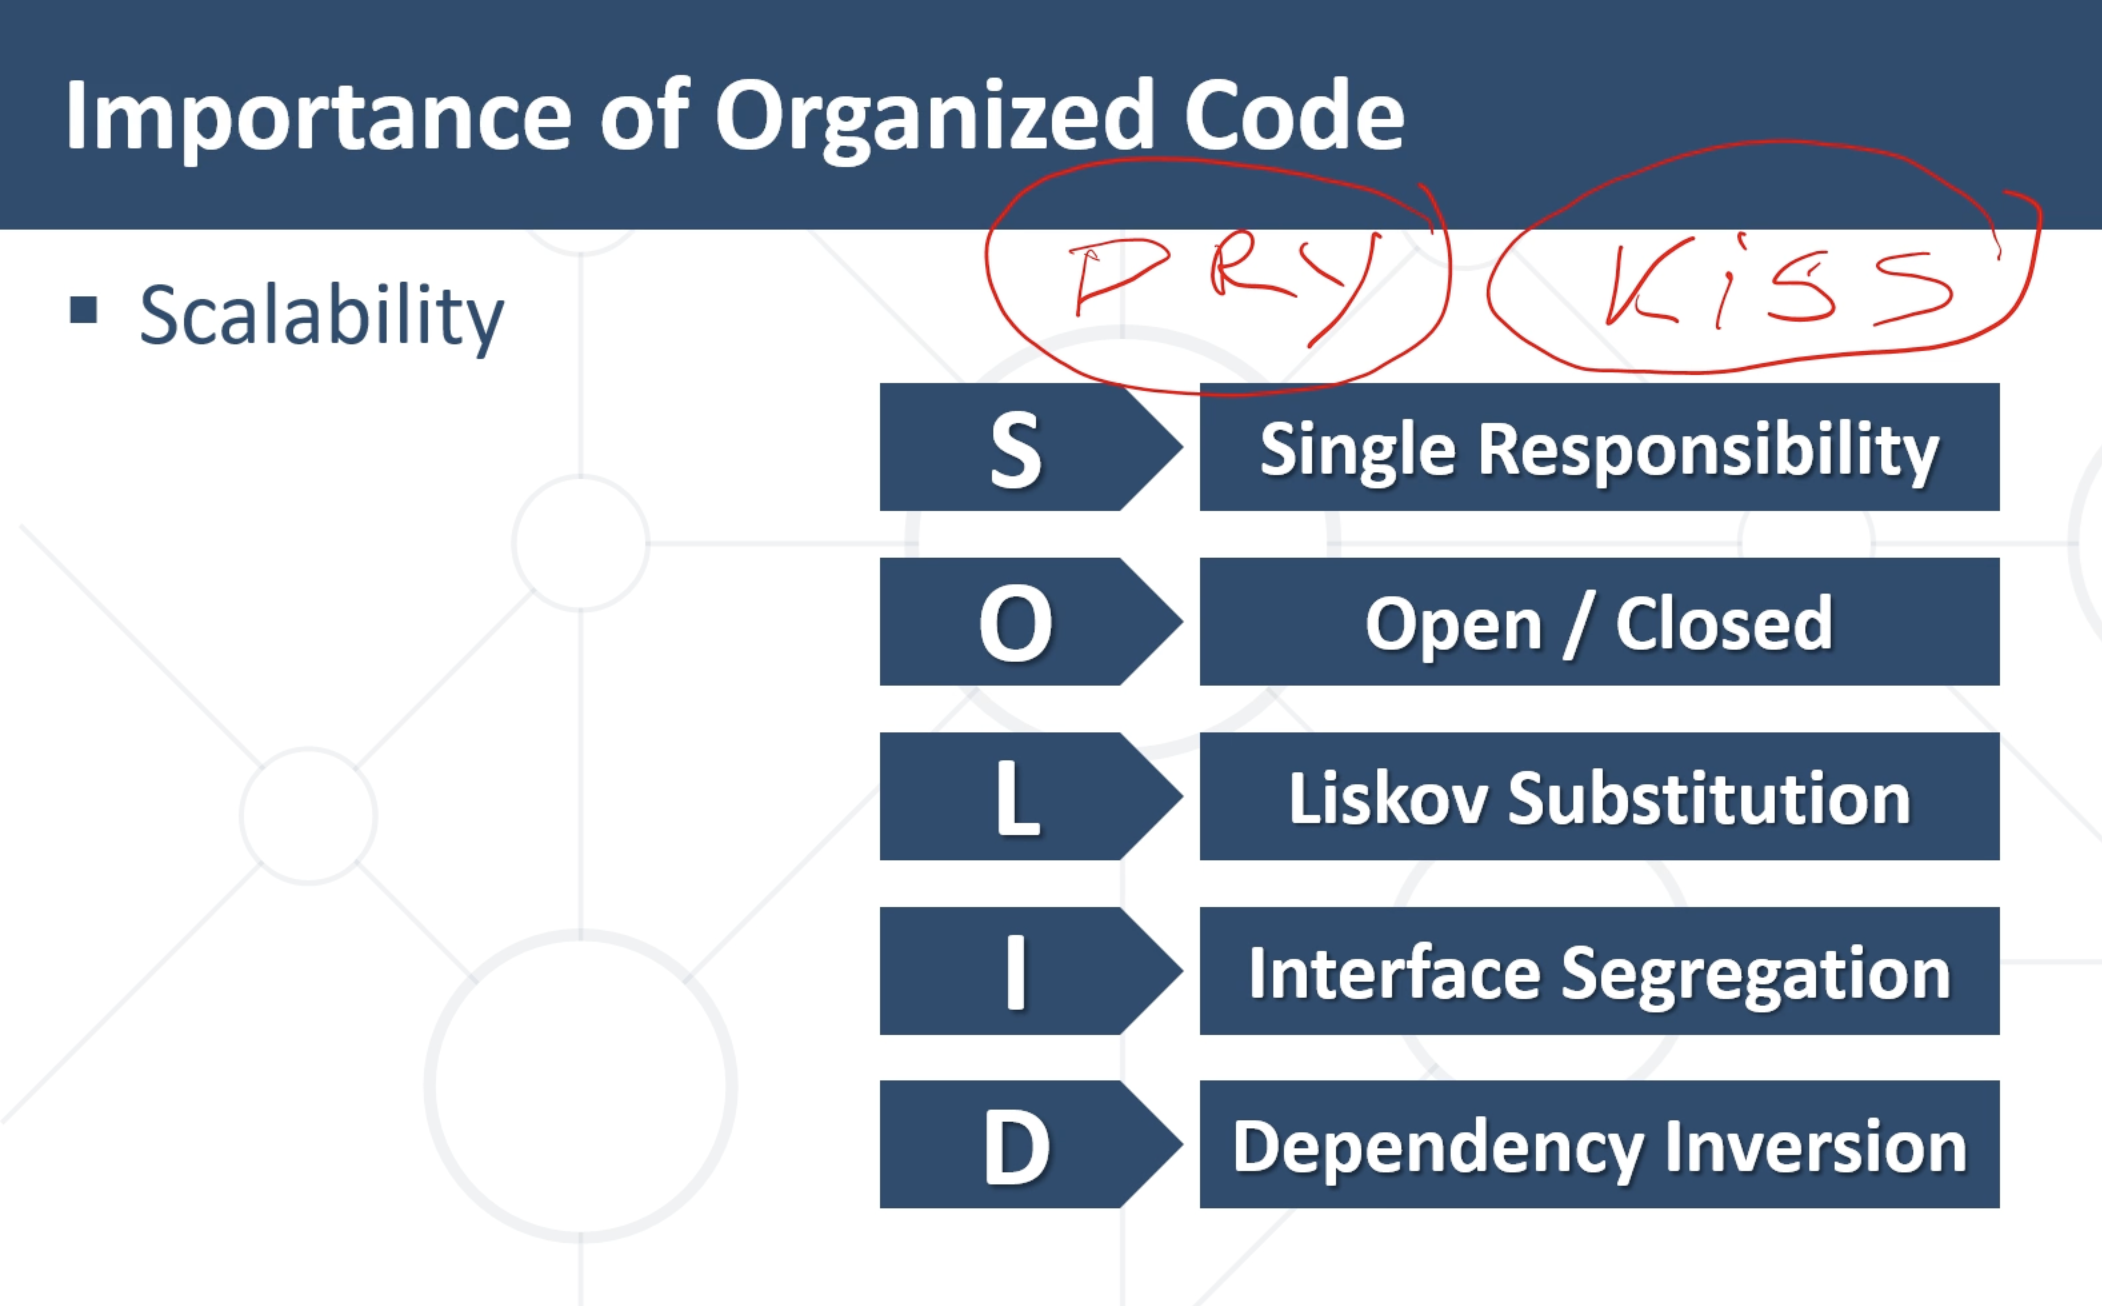 Importance of Organized Code
DRY KiSS
Scalability
S Single Responsibility
O Open / Closed
L Liskov Substitution
I Interface Segregation
D Dependency Inversion